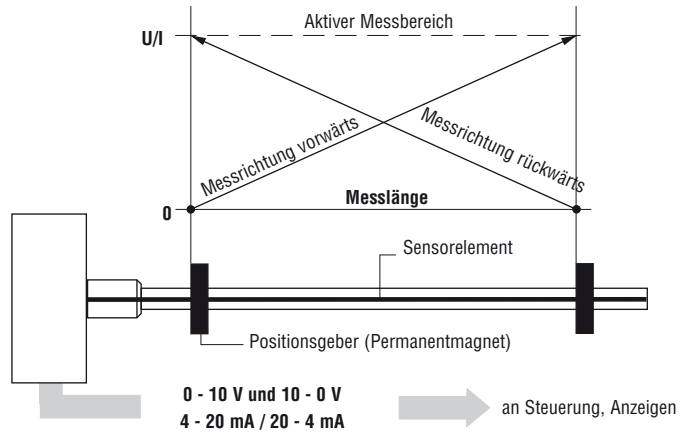 Aktiver Messbereich
U/I
Messrichtung vorwärts
Messrichtung rückwärts
Messlänge
0
Sensorelement
Positionsgeber (Permanentmagnet)
0 - 10 V und 10 - 0 V
4 - 20 mA / 20 - 4 mA
an Steuerung, Anzeigen